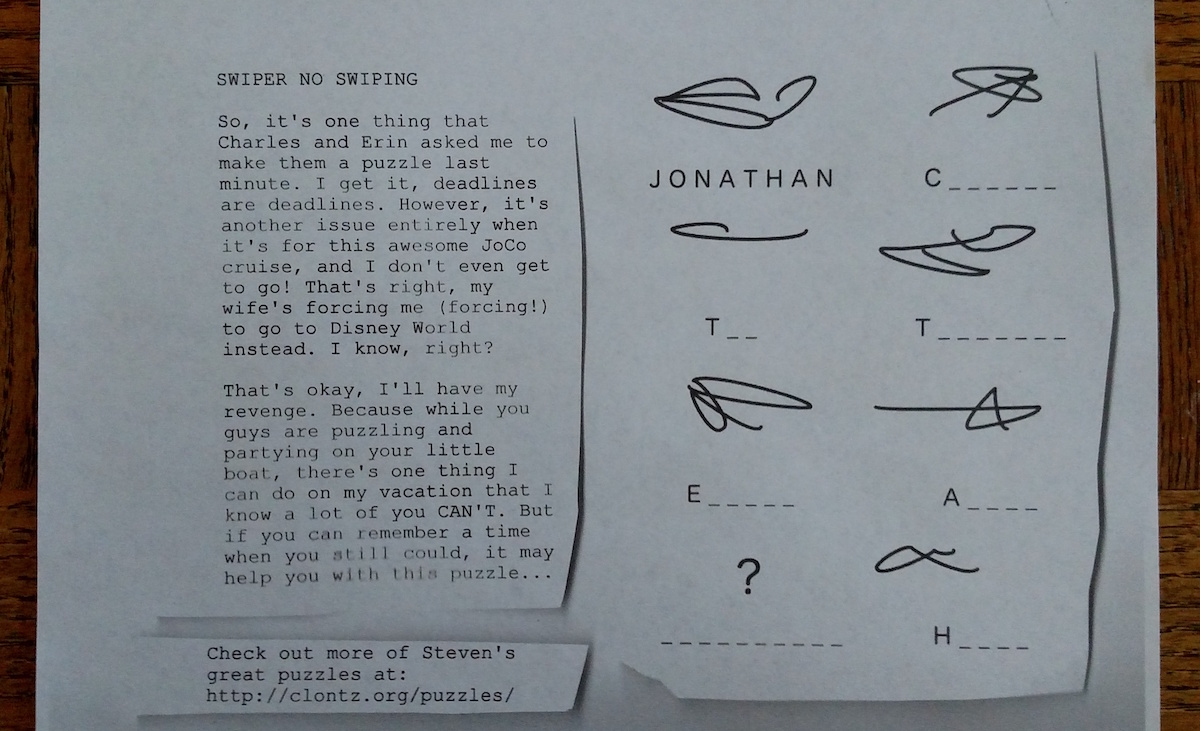 SWIPER NO SWIPING
So, it's one thing that
Charles and Erin asked me to
make them a puzzle last
minute. I get it, deadlines
are deadlines. However, it's
another issue entirely when
it's for this awesome JoCo
cruise, and I don't even get
to go! That's right, my
wife's forcing me (forcing!)
to go to Disney World
instead. I know, right?
That's okay, I'll have my
revenge. Because while you
guys are puzzling and
partying on your little
boat, there's one thing I
can do on my vacation that I
know a lot of you CAN'T. But
if you can remember a time
when you still could, it may
help you with this puzzle...
Check out more of Steven's
great puzzles at:
http://clontz.org/puzzles/
JONATHAN
C______
T__
T_______
E_____
A____
?
__________
H____